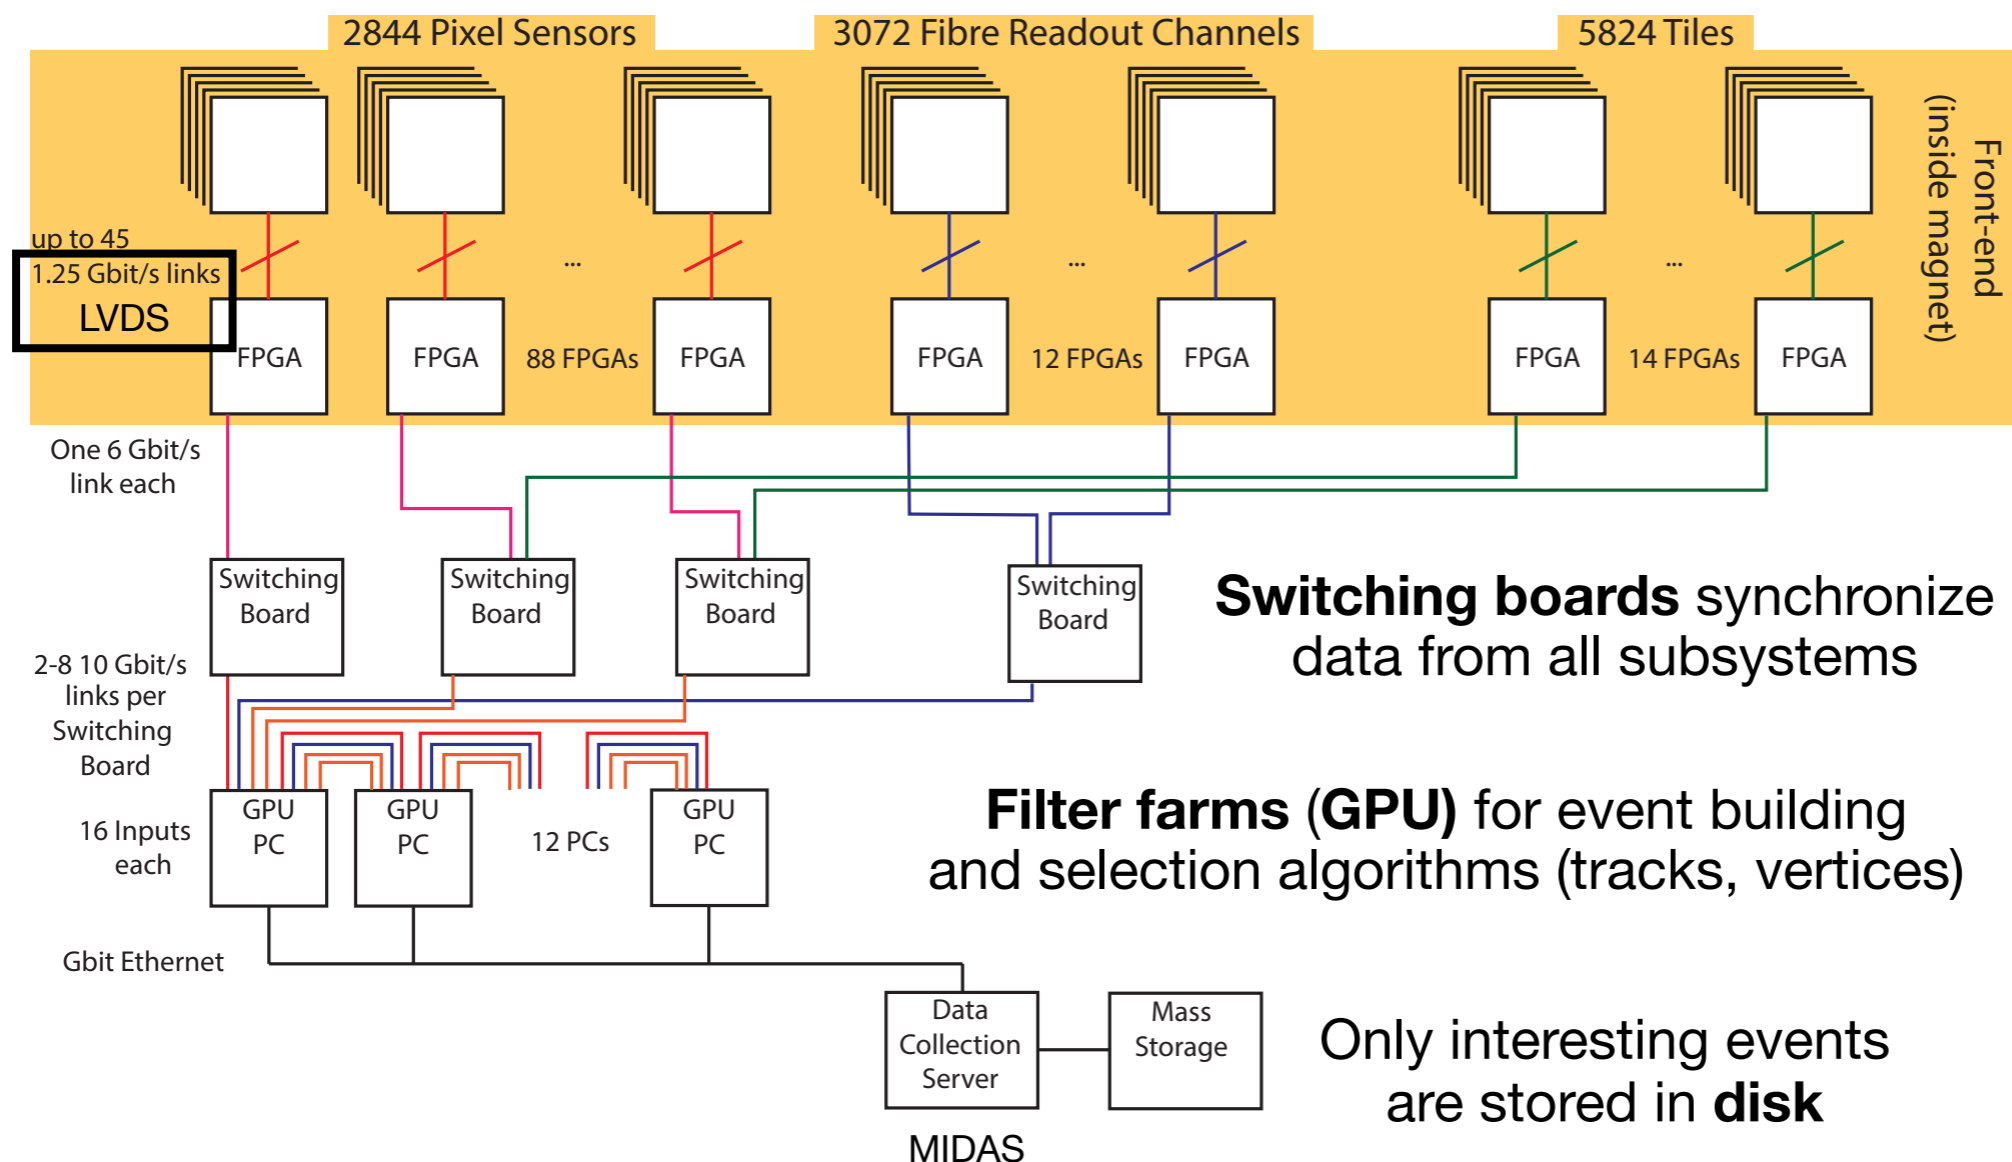 2844 Pixel Sensors
3072 Fibre Readout Channels
5824 Tiles
Front-end
(inside magnet)
up to 45
1.25 Gbit/s links
LVDS
...
...
...
FPGA
FPGA
88 FPGAs
FPGA
FPGA
12 FPGAs
FPGA
FPGA
14 FPGAs
FPGA
One 6 Gbit/s
link each
Switching
Board
Switching
Board
Switching
Board
Switching
Board
Switching boards synchronize
data from all subsystems
2-8 10 Gbit/s
links per
Switching
Board
16 Inputs
each
GPU
PC
GPU
PC
12 PCs
GPU
PC
Filter farms (GPU) for event building
and selection algorithms (tracks, vertices)
Gbit Ethernet
Data
Collection
Server
Mass
Storage
MIDAS
Only interesting events
are stored in disk